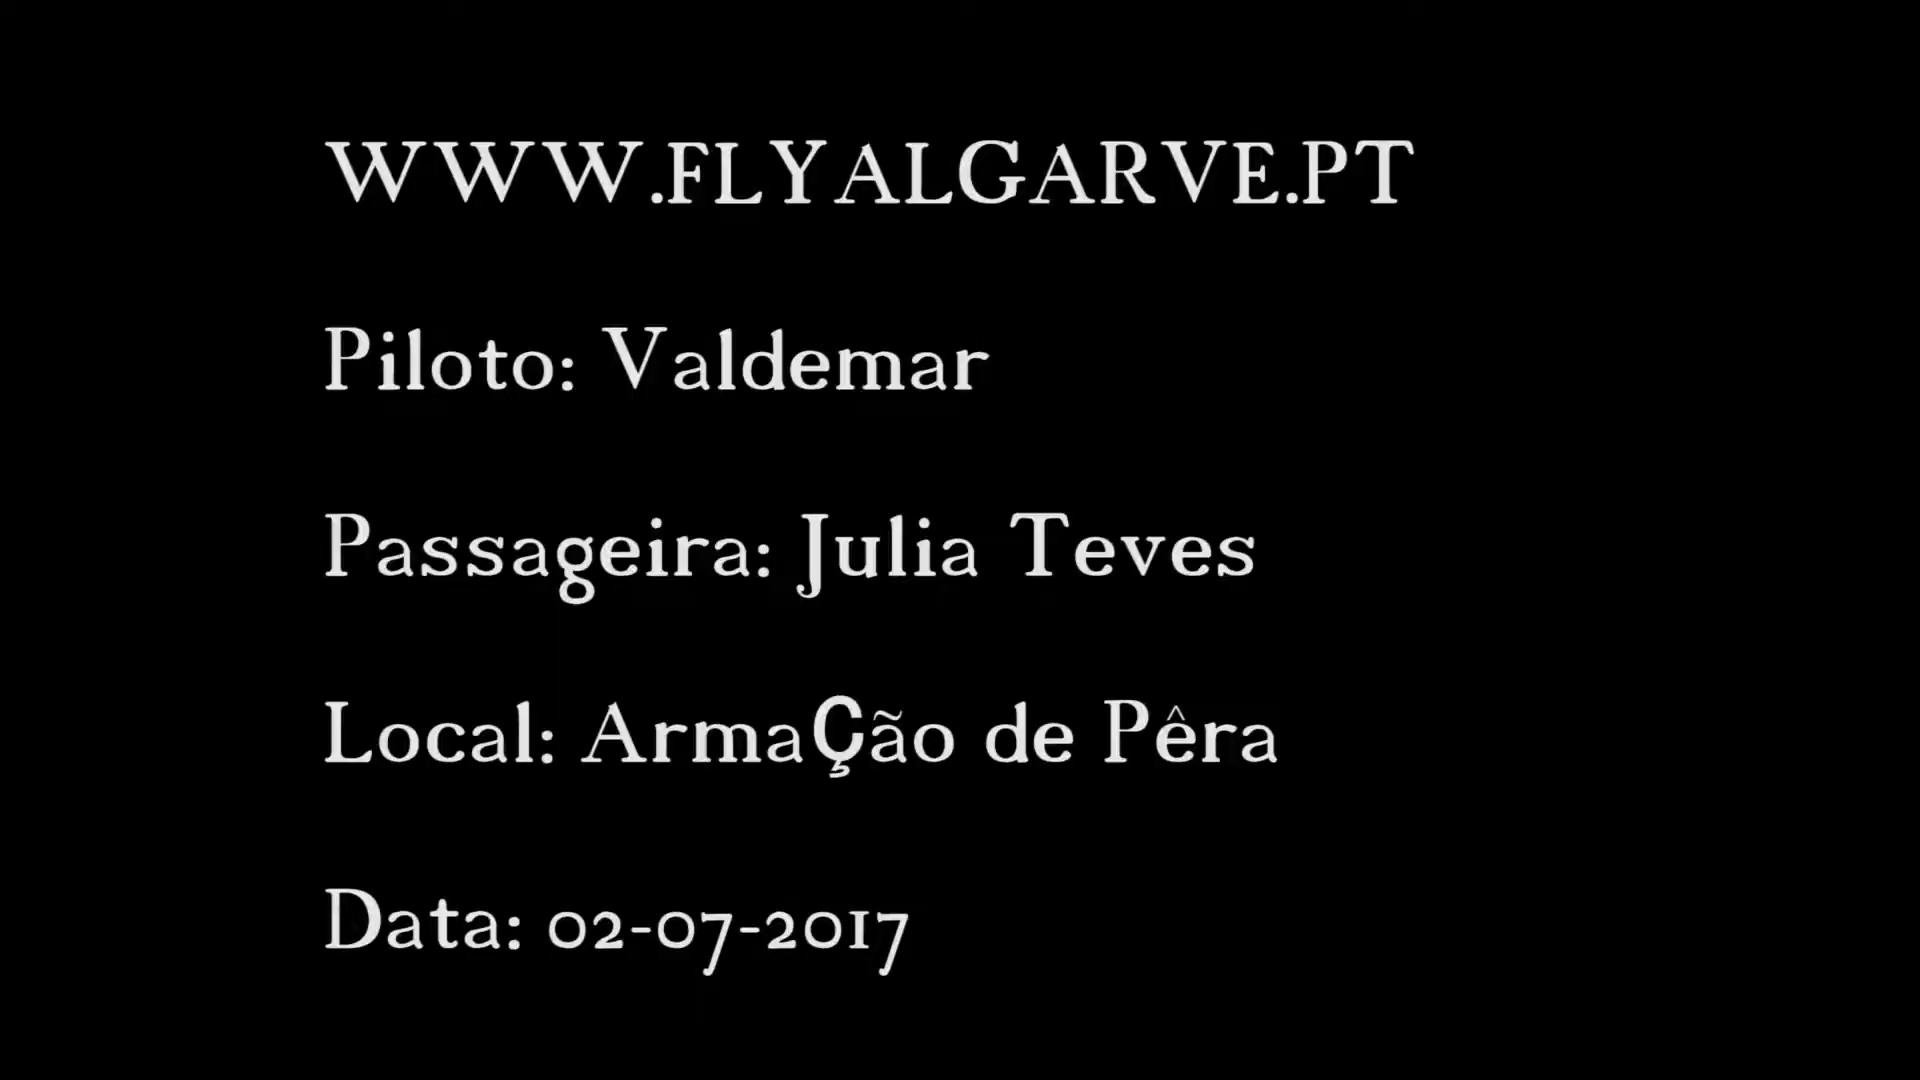 WWW.FLYALGARVE.PT
Piloto: Valdemar
Passageira: Julia Teves
Local: ArmaÇão de Pêra
Data: 02-07-2017